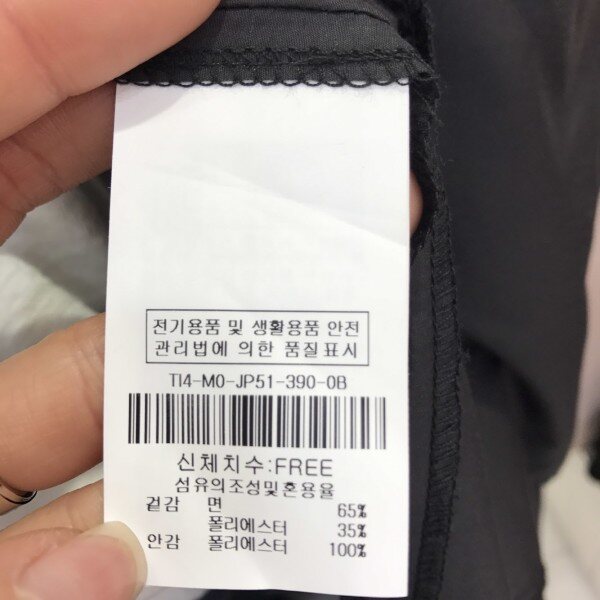 전기용품 및 생활용품 안전
관리법에 의한 품질표시
TI4-M0-JP51-390-0B
신체치수:FREE
섬유의조성및혼용율
겉감 면 65%
폴리에스터 35%
안감 폴리에스터 100%